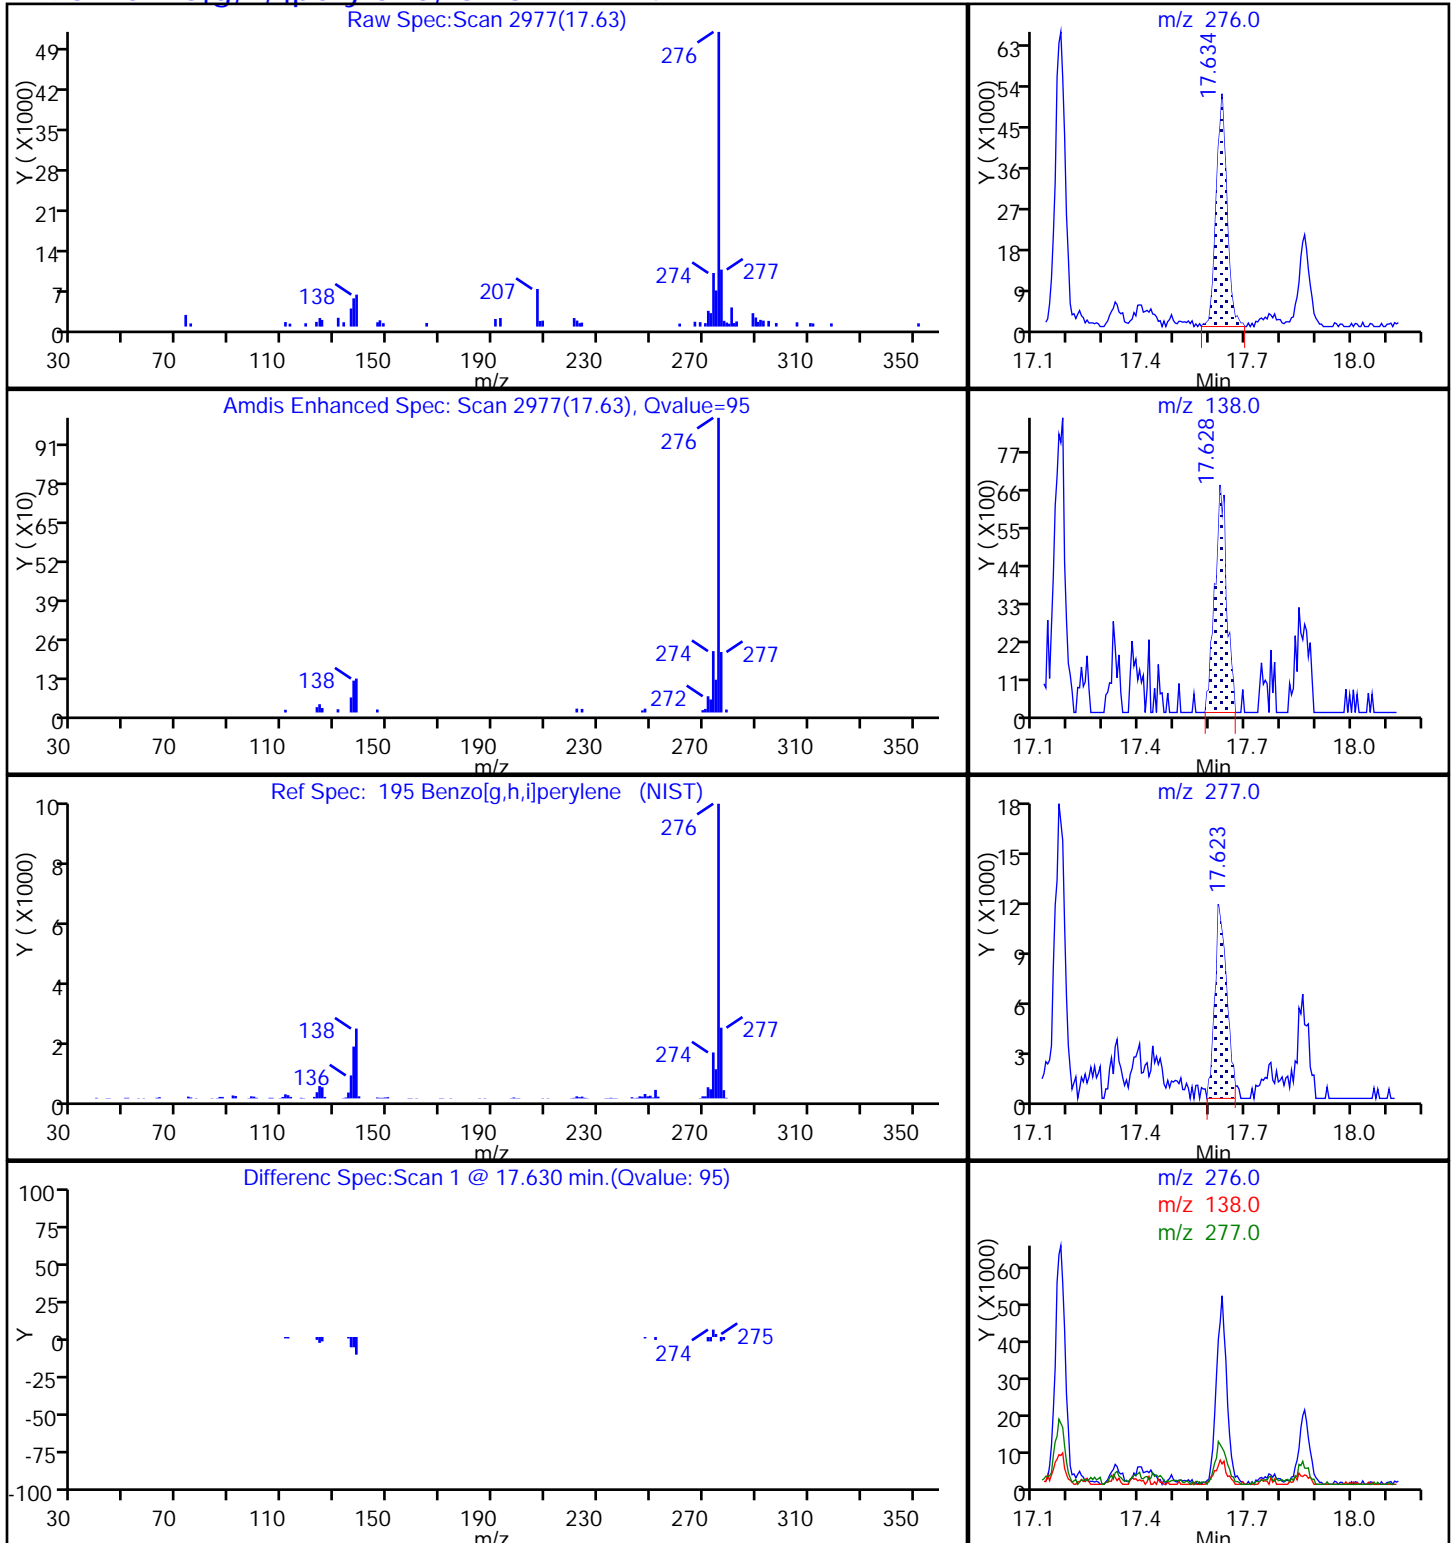 Raw Spec:Scan 2977(17.63)
Y ( X1000)
49
42
35
28
21
14
7
0
276
274
277
207
138
30 70 110 150 190 230 270 310 350
m/z
m/z 276.0
Y ( X1000)
63
54
45
36
27
18
9
0
17.634
17.1 17.4 17.7 18.0
Min
Amdis Enhanced Spec: Scan 2977(17.63), Qvalue=95
Y ( X10)
91
78
65
52
39
26
13
0
276
274
277
272
138
30 70 110 150 190 230 270 310 350
m/z
m/z 138.0
Y ( X100)
77
66
55
44
33
22
11
0
17.628
17.1 17.4 17.7 18.0
Min
Ref Spec: 195 Benzo[g,h,i]perylene (NIST)
Y ( X1000)
10
8
6
4
2
0
276
277
274
138
136
30 70 110 150 190 230 270 310 350
m/z
m/z 277.0
Y ( X1000)
18
15
12
9
6
3
0
17.623
17.1 17.4 17.7 18.0
Min
Differenc Spec:Scan 1 @ 17.630 min.(Qvalue: 95)
Y
100
75
50
25
0
-25
-50
-75
-100
274
275
30 70 110 150 190 230 270 310 350
m/z
m/z 276.0
m/z 138.0
m/z 277.0
Y ( X1000)
60
50
40
30
20
10
0
17.1 17.4 17.7 18.0
Min